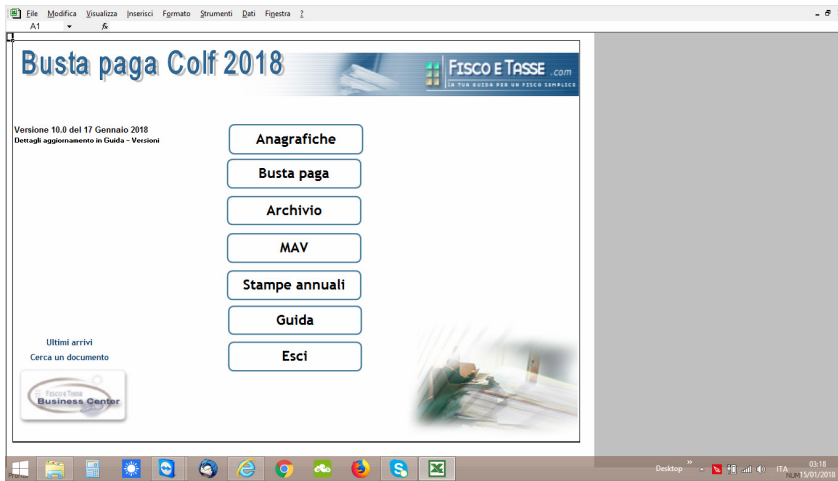 File Modifica Visualizza Inserisci Formato Strumenti Dati Finestra ?
A1 fx
Busta paga Colf 2018
FISCO E TASSE .com
LA TUA GUIDA PER UN FISCO SEMPLICE
Versione 10.0 del 17 Gennaio 2018
Dettagli aggiornamento in Guida - Versioni
Anagrafiche
Busta paga
Archivio
MAV
Stampe annuali
Guida
Esci
Ultimi arrivi
Cerca un documento
FISCO E TASSE
Business Center
Desktop
ITA
03:18
NUM
15/01/2018